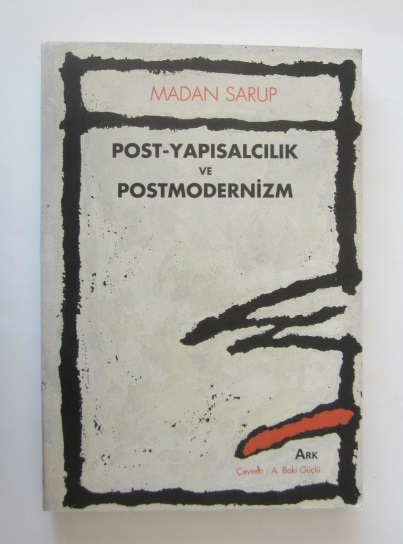 MADAN SARUP
POST-YAPISALCILIK
VE
POSTMODERNİZM
ARK
Çeviren : A. Baki Güçlü